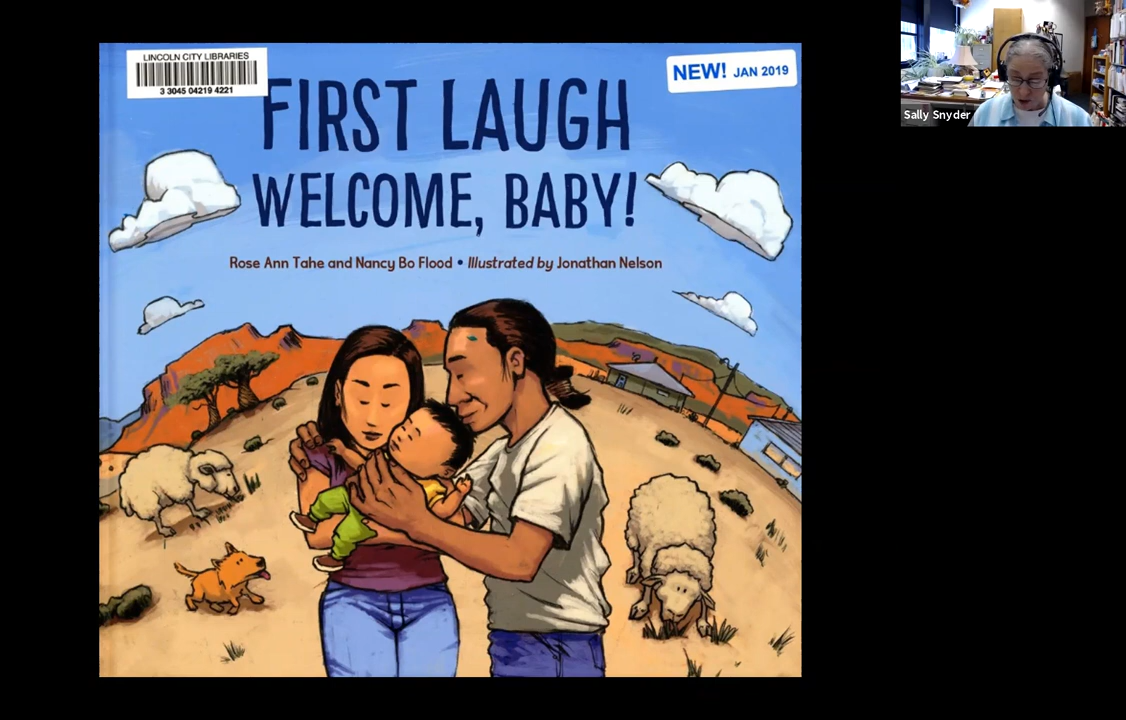 LINCOLN CITY LIBRARIES
3 3045 04219 4221
NEW! JAN 2019
FIRST LAUGH
WELCOME, BABY!
Rose Ann Tahe and Nancy Bo Flood • Illustrated by Jonathan Nelson
Sally Snyder